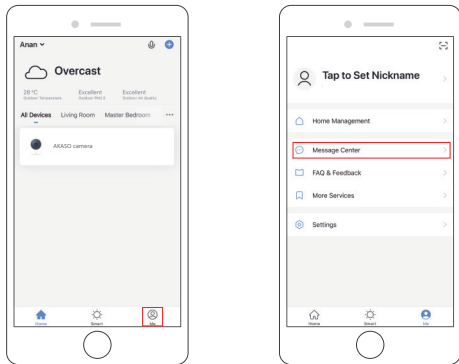 Anan
Overcast
28°C Excellent Excellent
Outdoor Temperature Outdoor PM2.5 Outdoor Air Quality
All Devices Living Room Master Bedroom ···
AKASO camera
Home Smart Me
Tap to Set Nickname
Home Management
Message Center
FAQ & Feedback
More Services
Settings
Home Smart Me